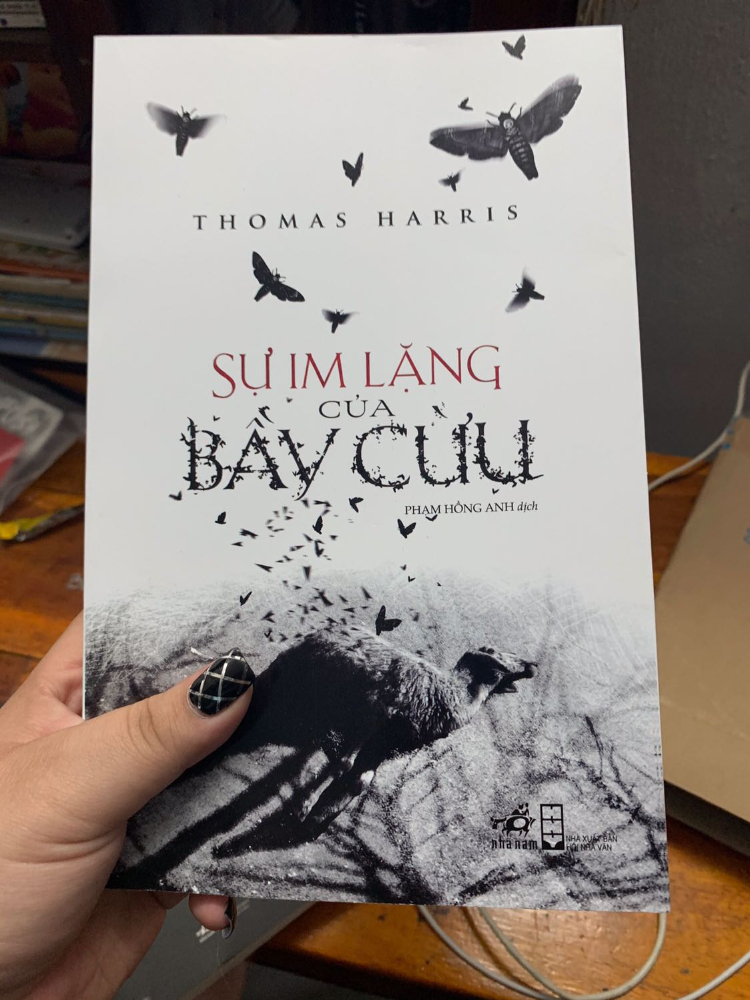 THOMAS HARRIS
SỰ IM LẶNG
CỦA
BẦY CỪU
PHẠM HỒNG ANH dịch
nhã nam
NHÀ XUẤT BẢN
HỘI NHÀ VĂN